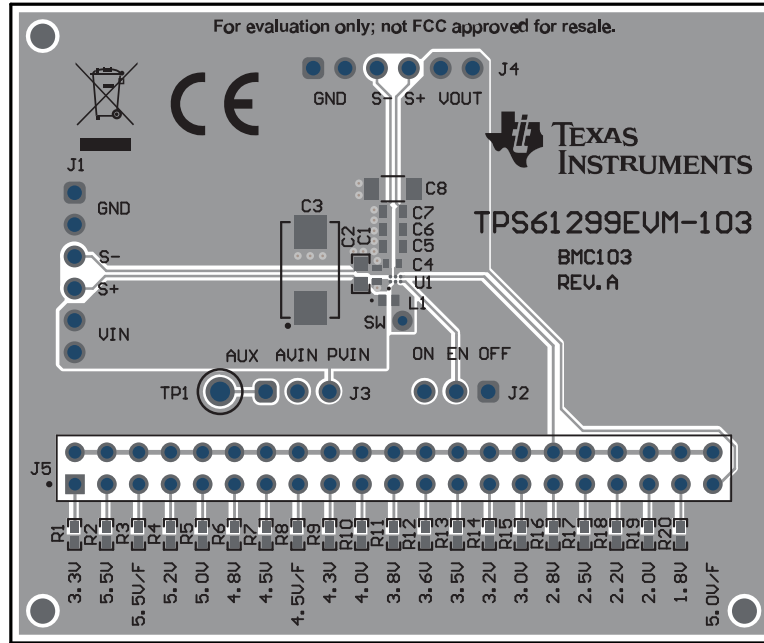 For evaluation only; not FCC approved for resale.
J4
GND S- S+ VOUT
CE
TEXAS
INSTRUMENTS
J1
GND
S-
S+
VIN
C3
C2
C1
C8
C7
C6
C5
C4
U1
L1
SW
TPS61299EVM-103
BMC103
REV.A
AUX AVIN PVIN
ON EN OFF
TP1
J3
J2
J5
R1 R2 R3 R4 R5 R6 R7 R8 R9 R10 R11 R12 R13 R14 R15 R16 R17 R18 R19 R20
3.3V 5.5V 5.5V/F 5.2V 5.0V 4.8V 4.5V 4.5V/F 4.3V 4.0V 3.8V 3.6V 3.5V 3.2V 3.0V 2.8V 2.5V 2.2V 2.0V 1.8V 5.0V/F